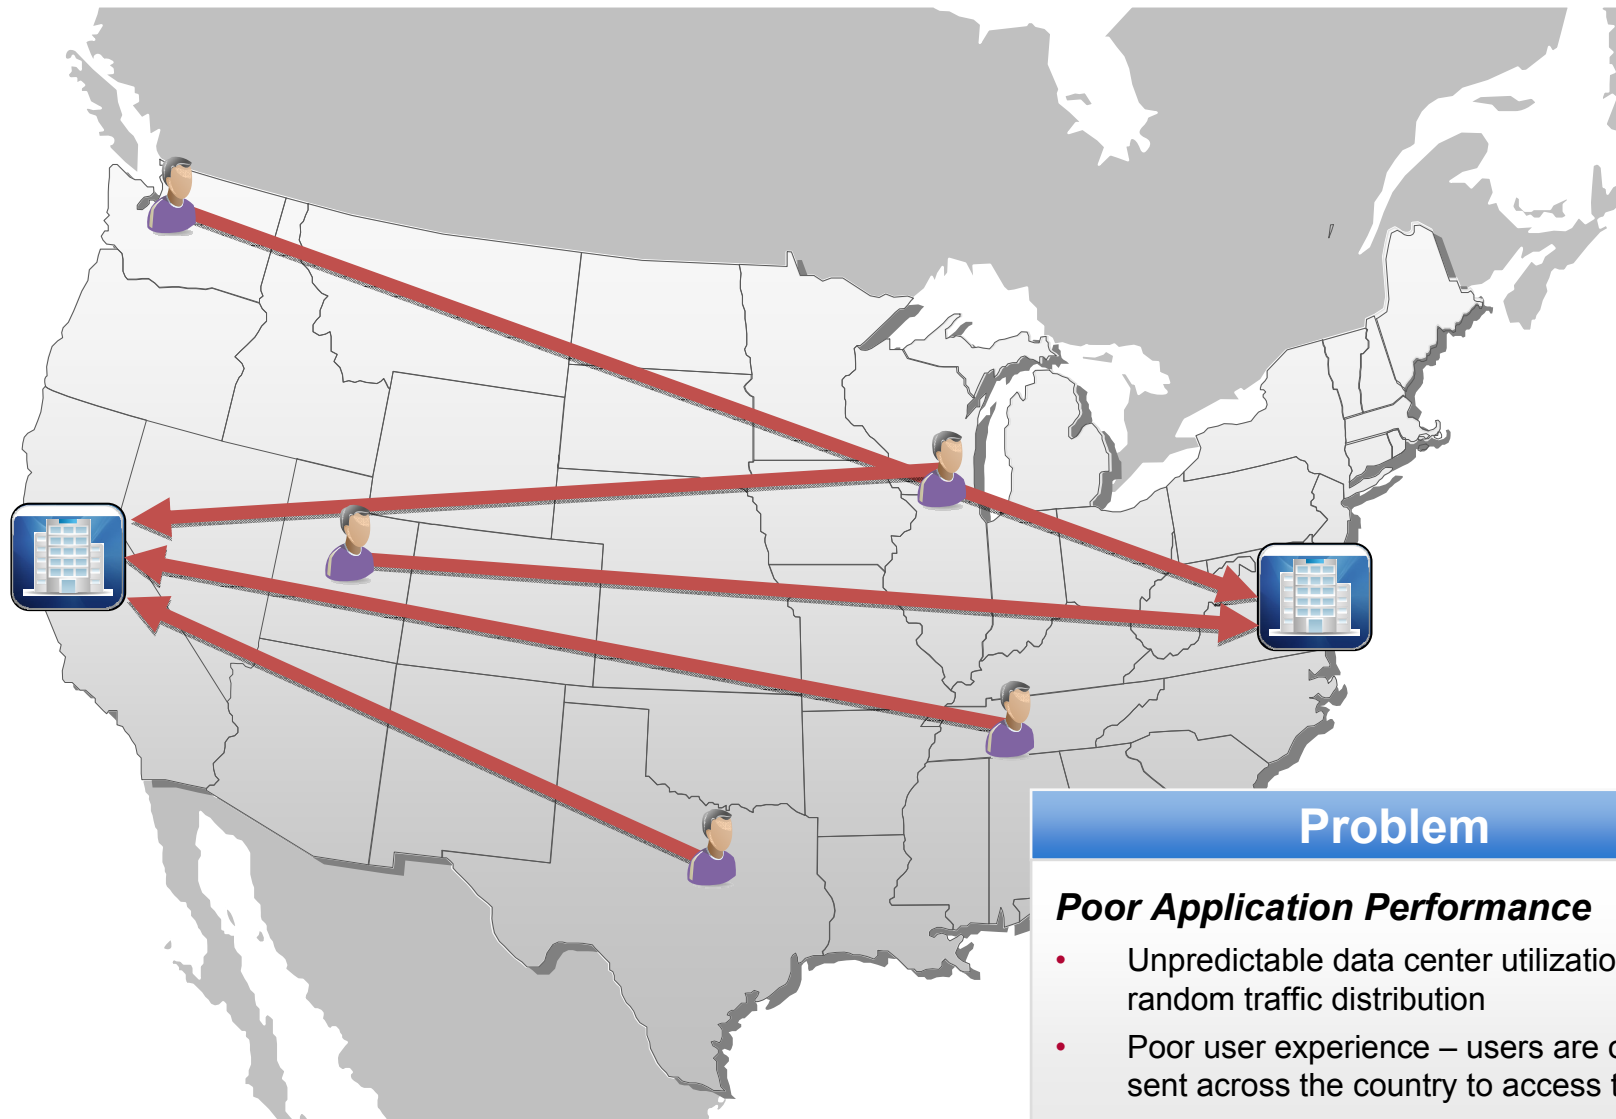 Problem
Poor Application Performance
• Unpredictable data center utilizatio
random traffic distribution
• Poor user experience – users are
sent across the country to access